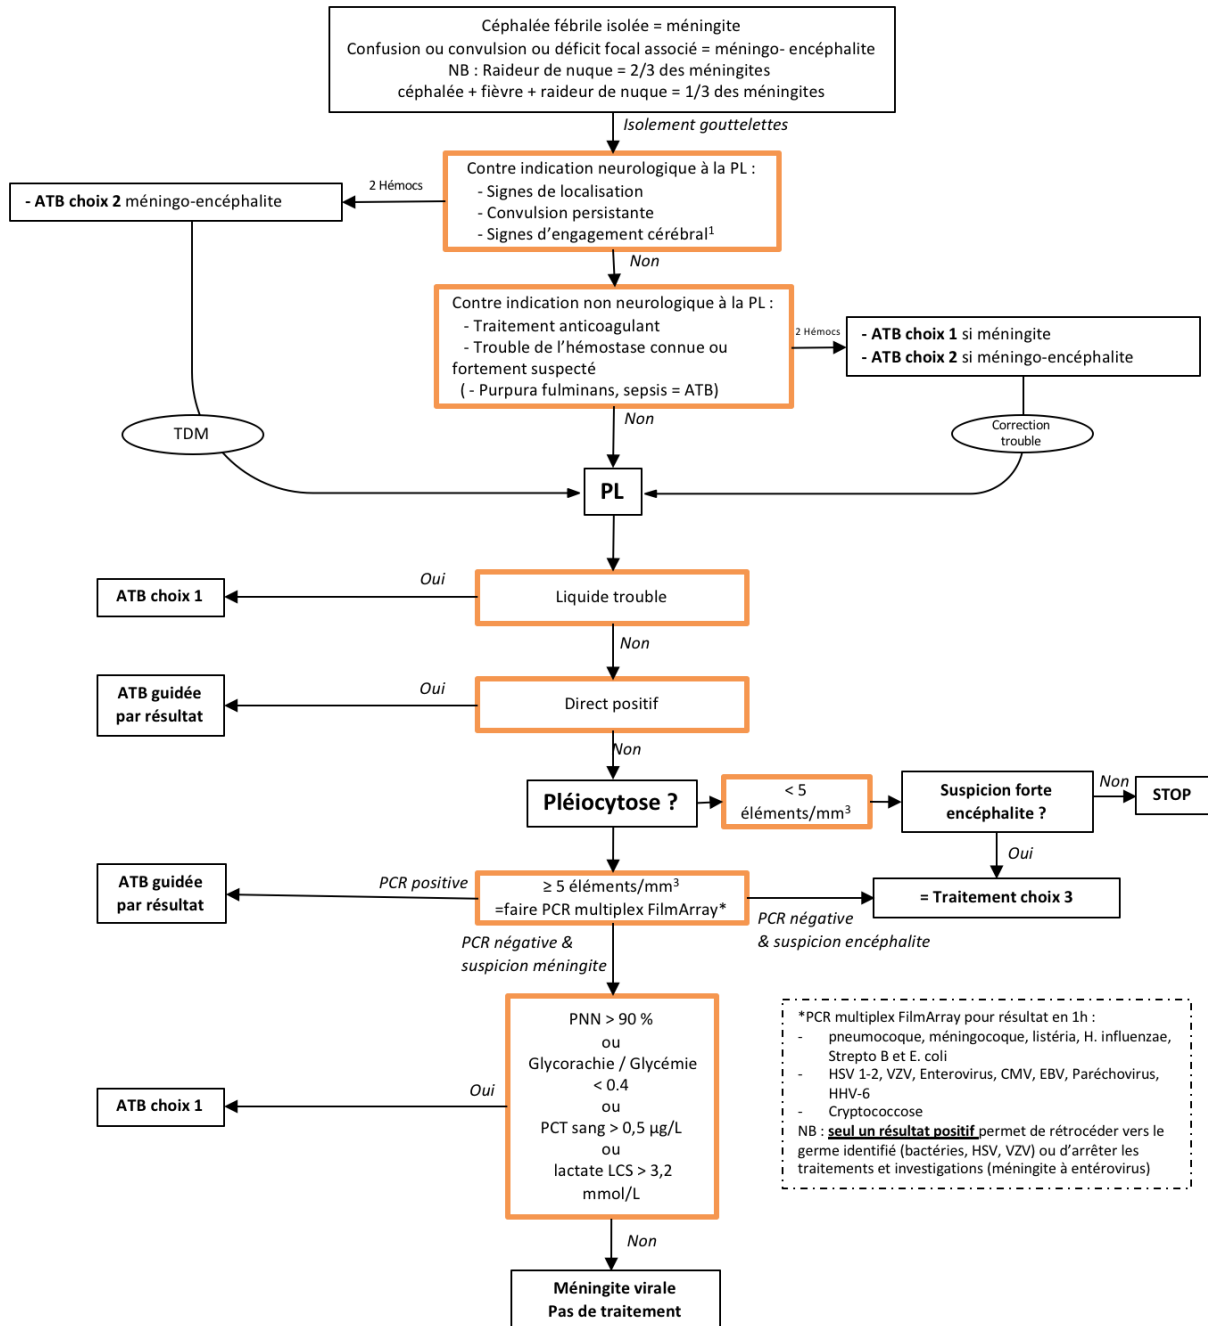 Céphalée fébrile isolée = méningite
Confusion ou convulsion ou déficit focal associé = méningo- encéphalite
NB : Raideur de nuque = 2/3 des méningites
céphalée + fièvre + raideur de nuque = 1/3 des méningites
Isolement gouttelettes
Contre indication neurologique à la PL :
- Signes de localisation
- Convulsion persistante
- Signes d'engagement cérébral¹
2 Hémocs
- ATB choix 2 méningo-encéphalite
Non
Contre indication non neurologique à la PL :
- Traitement anticoagulant
- Trouble de l'hémostase connue ou
fortement suspecté
( - Purpura fulminans, sepsis = ATB)
2 Hémocs
- ATB choix 1 si méningite
- ATB choix 2 si méningo-encéphalite
Non
TDM
Correction
trouble
PL
Liquide trouble
Oui
ATB choix 1
Non
Direct positif
Oui
ATB guidée
par résultat
Non
Pléiocytose ?
< 5
éléments/mm³
Suspicion forte
encéphalite ?
Non
STOP
Oui
= Traitement choix 3
≥ 5 éléments/mm³
=faire PCR multiplex FilmArray*
PCR positive
ATB guidée
par résultat
PCR négative
& suspicion encéphalite
PCR négative &
suspicion méningite
PNN > 90 %
ou
Glycorachie / Glycémie
< 0.4
ou
PCT sang > 0,5 µg/L
ou
lactate LCS > 3,2
mmol/L
Oui
ATB choix 1
Non
Méningite virale
Pas de traitement
*PCR multiplex FilmArray pour résultat en 1h :
- pneumocoque, méningocoque, listéria, H. influenzae,
Strepto B et E. coli
- HSV 1-2, VZV, Enterovirus, CMV, EBV, Paréchovirus,
HHV-6
- Cryptococcose
NB : seul un résultat positif permet de rétrocéder vers le
germe identifié (bactéries, HSV, VZV) ou d'arrêter les
traitements et investigations (méningite à entérovirus)